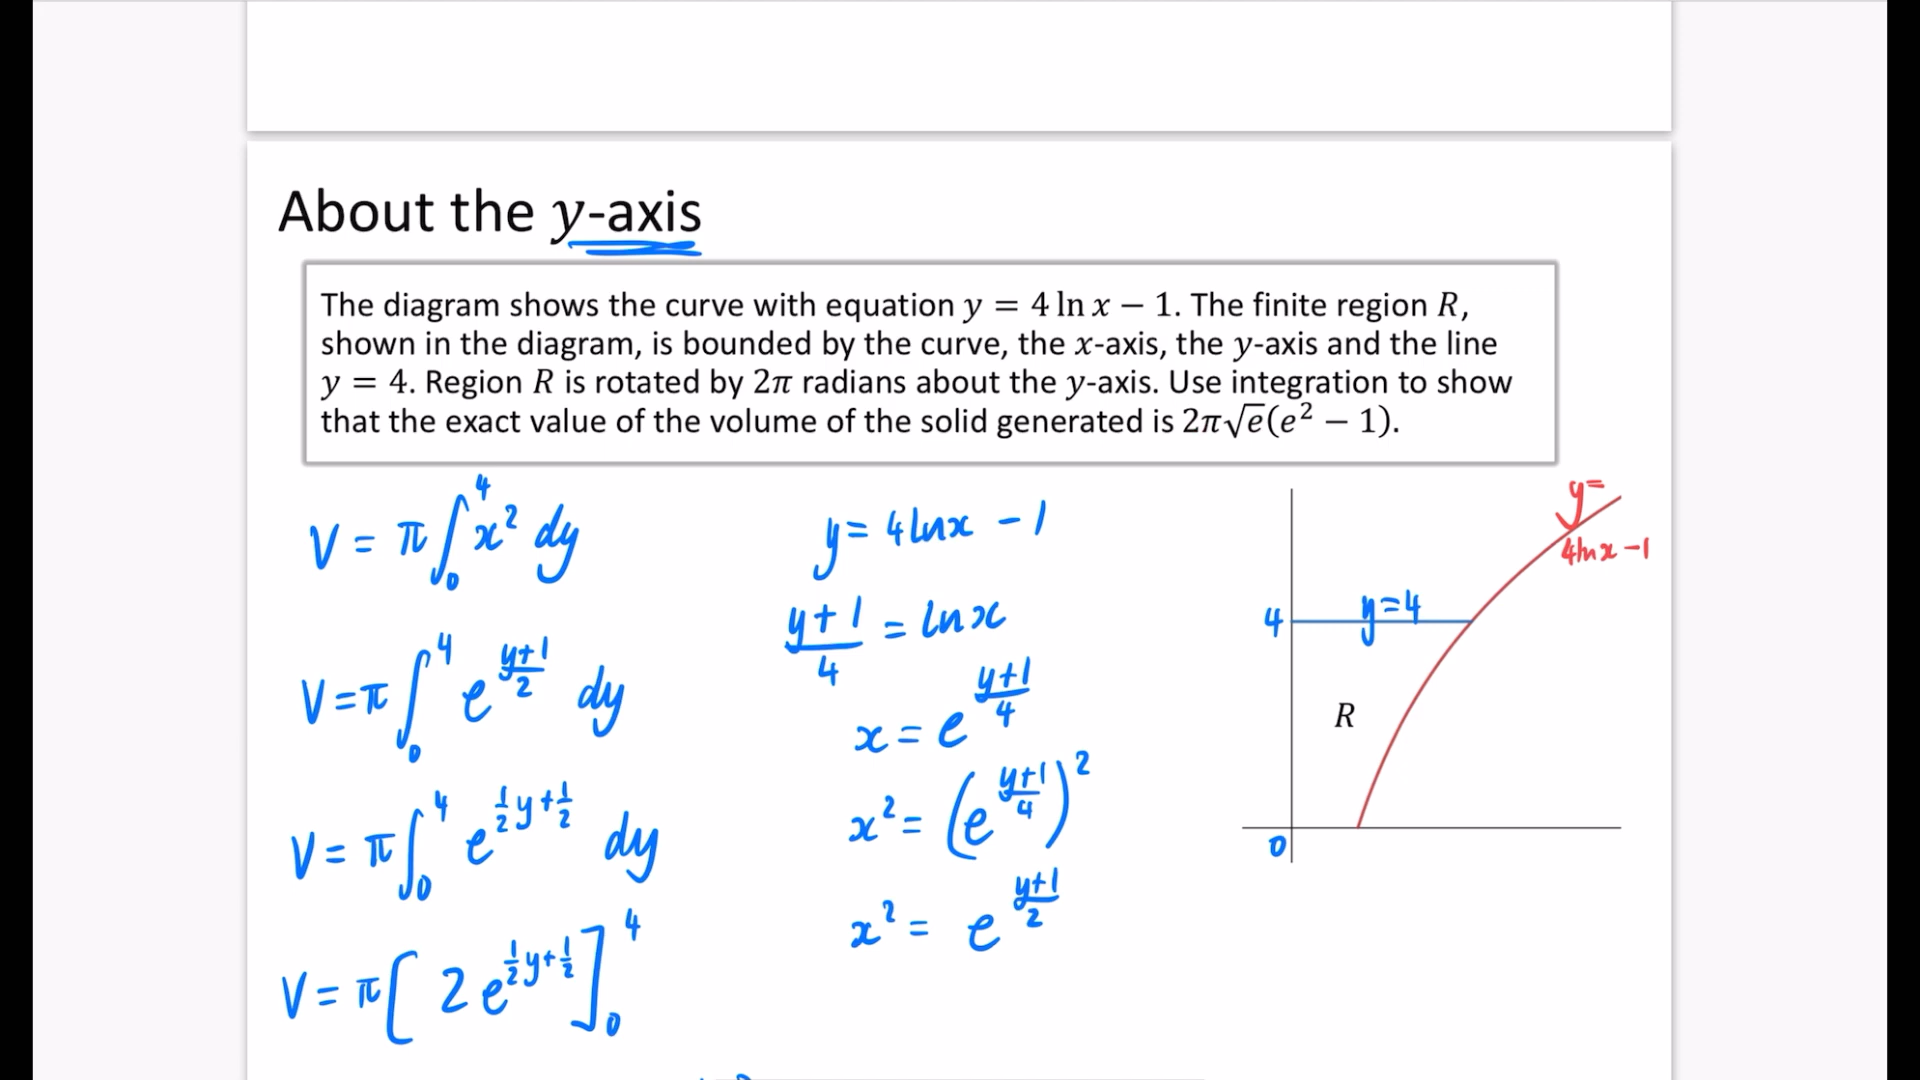 About the y-axis
The diagram shows the curve with equation y = 4 ln x − 1. The finite region R,
shown in the diagram, is bounded by the curve, the x-axis, the y-axis and the line
y = 4. Region R is rotated by 2π radians about the y-axis. Use integration to show
that the exact value of the volume of the solid generated is 2π√e(e² − 1).
V = π∫₀⁴ x² dy
V = π∫₀⁴ e^((y+1)/2) dy
V = π∫₀⁴ e^(½y+½) dy
V = π[2e^(½y+½)]₀⁴
y = 4lnx − 1
(y+1)/4 = lnx
x = e^((y+1)/4)
x² = (e^((y+1)/4))²
x² = e^((y+1)/2)
y=
4lnx−1
4
y=4
R
0